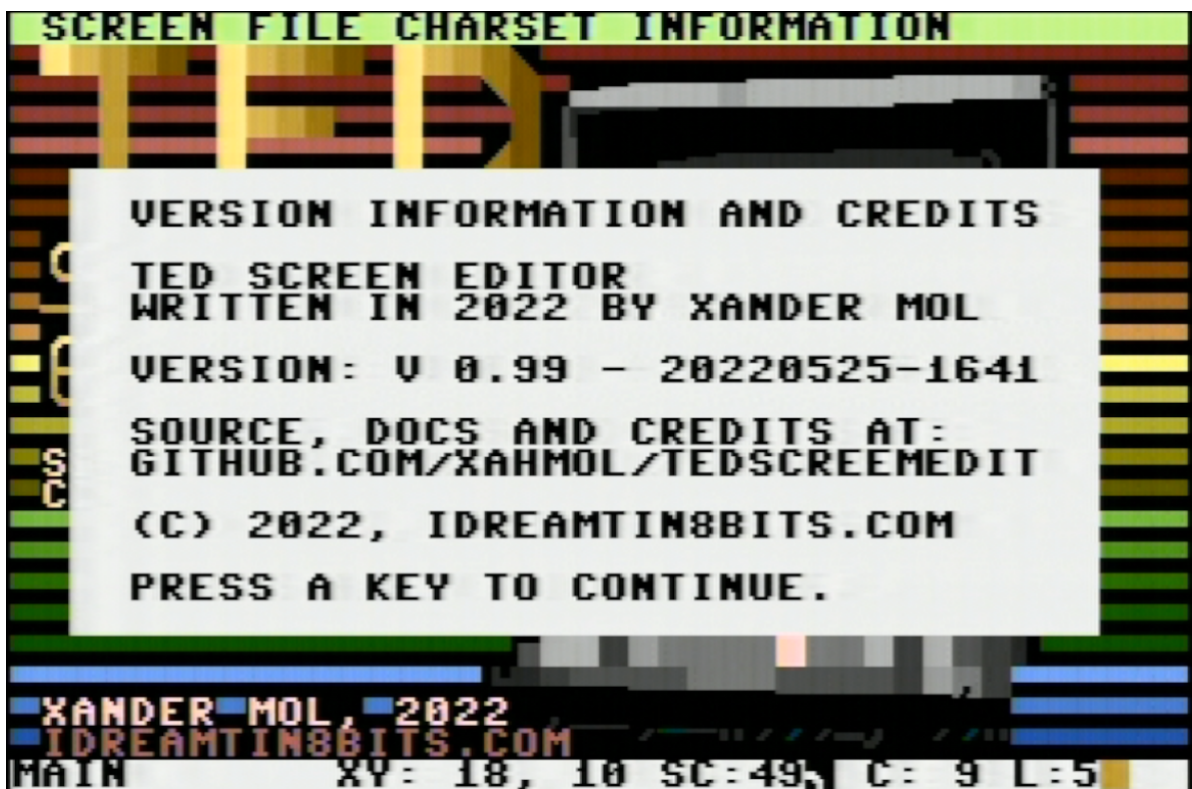 SCREEN FILE CHARSET INFORMATION
TED
VERSION INFORMATION AND CREDITS
TED SCREEN EDITOR
WRITTEN IN 2022 BY XANDER MOL
VERSION: V 0.99 - 20220525-1641
SOURCE, DOCS AND CREDITS AT:
GITHUB.COM/XAHMOL/TEDSCREEMEDIT
(C) 2022, IDREAMTIN8BITS.COM
PRESS A KEY TO CONTINUE.
XANDER MOL, 2022
IDREAMTIN8BITS.COM
MAIN XY: 18, 10 SC:49, C: 9 L:5